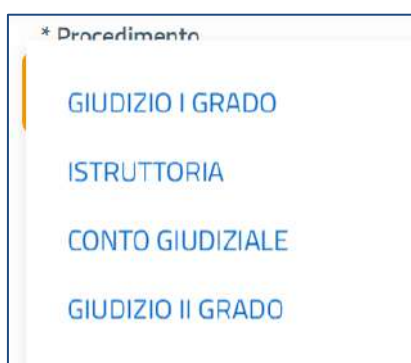 * Procedimento
GIUDIZIO I GRADO
ISTRUTTORIA
CONTO GIUDIZIALE
GIUDIZIO II GRADO